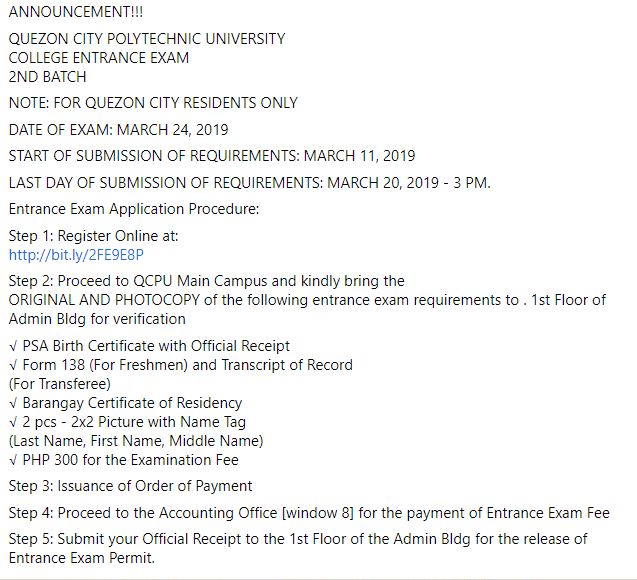 ANNOUNCEMENT!!!
QUEZON CITY POLYTECHNIC UNIVERSITY
COLLEGE ENTRANCE EXAM
2ND BATCH
NOTE: FOR QUEZON CITY RESIDENTS ONLY
DATE OF EXAM: MARCH 24, 2019
START OF SUBMISSION OF REQUIREMENTS: MARCH 11, 2019
LAST DAY OF SUBMISSION OF REQUIREMENTS: MARCH 20, 2019 - 3 PM.
Entrance Exam Application Procedure:
Step 1: Register Online at:
http://bit.ly/2FE9E8P
Step 2: Proceed to QCPU Main Campus and kindly bring the
ORIGINAL AND PHOTOCOPY of the following entrance exam requirements to . 1st Floor of
Admin Bldg for verification
√ PSA Birth Certificate with Official Receipt
√ Form 138 (For Freshmen) and Transcript of Record
(For Transferee)
√ Barangay Certificate of Residency
√ 2 pcs - 2x2 Picture with Name Tag
(Last Name, First Name, Middle Name)
√ PHP 300 for the Examination Fee
Step 3: Issuance of Order of Payment
Step 4: Proceed to the Accounting Office [window 8] for the payment of Entrance Exam Fee
Step 5: Submit your Official Receipt to the 1st Floor of the Admin Bldg for the release of
Entrance Exam Permit.